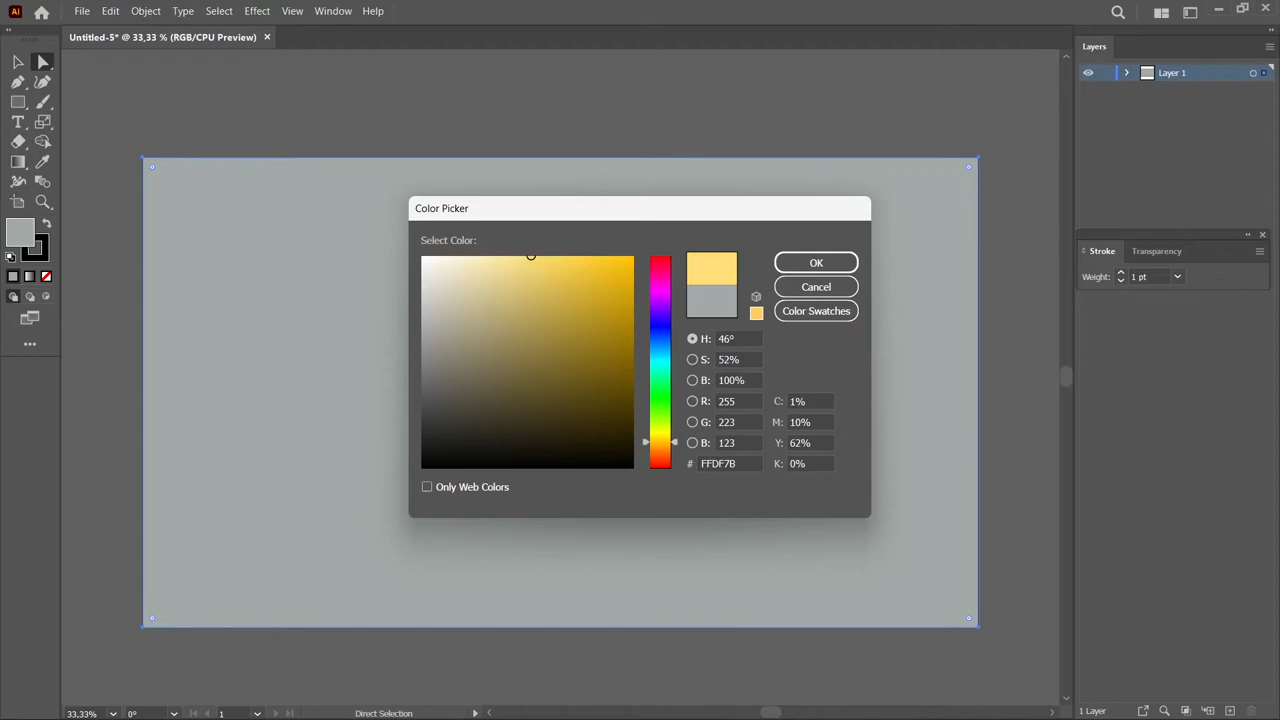 Ai File Edit Object Type Select Effect View Window Help
Untitled-5* @ 33,33 % (RGB/CPU Preview) ×
Layers
Layer 1
Color Picker
Select Color:
OK
Cancel
Color Swatches
H: 46°
S: 52%
B: 100%
R: 255 C: 1%
G: 223 M: 10%
B: 123 Y: 62%
# FFDF7B K: 0%
Only Web Colors
Stroke Transparency
Weight: 1 pt
33,33% 0° 1 Direct Selection
1 Layer